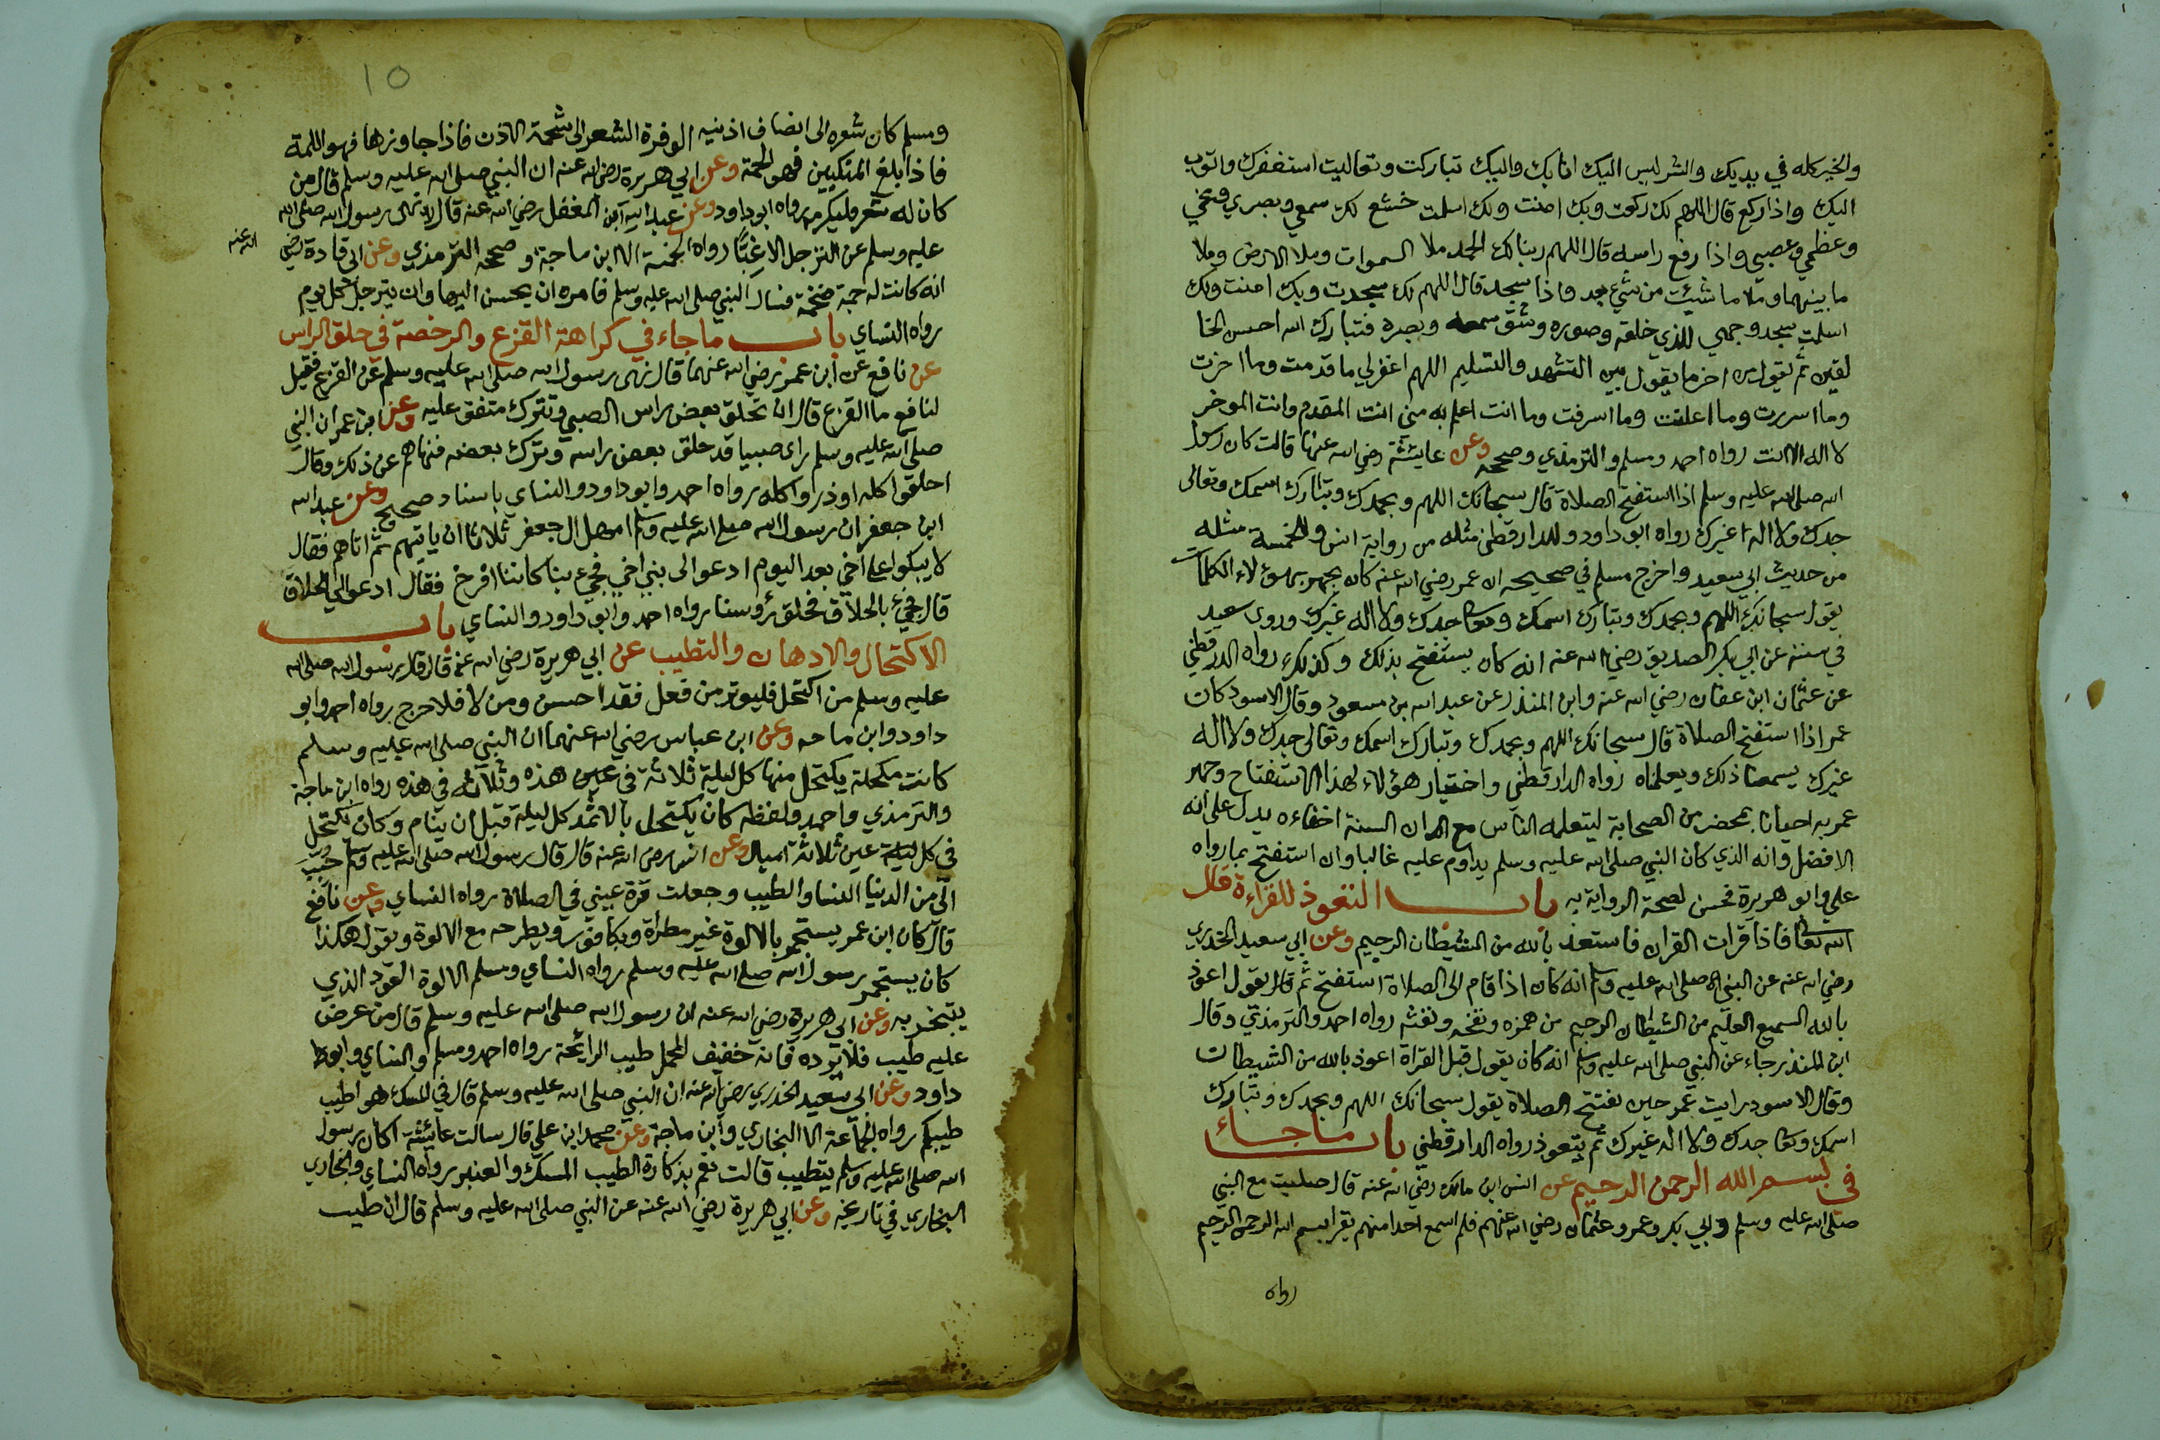 والخير كله في يديك والشر ليس اليك انا بك واليك تباركت وتعاليت استغفرك واتوب
اليك واذا ركع قال اللهم لك ركعت وبك امنت ولك اسلمت خشع لك سمعي وبصري ومخي
وعظمي وعصبي واذا رفع راسه قال اللهم ربنا لك الحمد ملا السموات وملا الارض وملا
ما بينهما وملا ما شيت من شيء بعد واذا سجد قال اللهم لك سجدت وبك امنت ولك
اسلمت سجد وجهي للذي خلقه وصوره وشق سمعه وبصره فتبارك الله احسن الخا
لقين ثم يقول من اخر ما يقول بين التشهد والتسليم اللهم اغفر لي ما قدمت وما اخرت
وما اسررت وما اعلنت وما اسرفت وما انت اعلم به مني انت المقدم وانت الموخر
لا اله الا انت رواه احمد ومسلم والترمذي وصححه وعن عايشة رضي الله عنها قالت كان رسول
الله صلى الله عليه وسلم اذا استفتح الصلاة قال سبحانك اللهم وبحمدك وتبارك اسمك وتعالى
جدك ولا اله غيرك رواه ابو داود وللدارقطني مثله من رواية انس وللخمسة مثله
من حديث ابي سعيد واخرج مسلم في صحيحه ان عمر رضي الله عنه كان يجهر بهؤلاء الكلمات
يقول سبحانك اللهم وبحمدك وتبارك اسمك وتعا جدك ولا اله غيرك وروى سعيد
في سننه عن ابي بكر الصديق رضي الله عنه انه كان يستفتح بذلك وكذلك رواه الدارقطني
عن عثمان ابن عفان رضي الله عنه وابن المنذر عن عبد الله بن مسعود وقال الاسود كان
عمر اذا استفتح الصلاة قال سبحانك اللهم وبحمدك وتبارك اسمك وتعالى جدك ولا اله
غيرك يسمعنا ذلك ويعلمناه رواه الدارقطني واختيار هؤلاء لهذا الاستفتاح وجهر
عمر به احيانا بمحضر من الصحابة ليتعلمه الناس مع ان السنة اخفاءه يدل على انه
الافضل وانه الذي كان النبي صلى الله عليه وسلم يداوم عليه غالبا وان استفتح بما رواه
علي وابو هريرة فحسن لصحة الرواية به باب التعوذ للقراءة قال
الله تعا فاذا قرات القران فاستعذ بالله من الشيطان الرجيم وعن ابي سعيد الخدري
رضي الله عنه عن النبي صلى الله عليه وسلم انه كان اذا قام الى الصلاة استفتح ثم قال يقول اعوذ
بالله السميع العليم من الشيطان الرجيم من همزه ونفخه ونفثه رواه احمد والترمذي وقال
ابن المنذر جاء عن النبي صلى الله عليه وسلم انه كان يقول قبل القراة اعوذ بالله من الشيطان
وقال الاسود رايت عمر حين يفتتح الصلاة يقول سبحانك اللهم وبحمدك وتبارك
اسمك وتعا جدك ولا اله غيرك ثم يتعوذ رواه الدارقطني باب ما جاء
في بسم الله الرحمن الرحيم عن انس ابن مالك رضي الله عنه قال صليت مع النبي
صلى الله عليه وسلم وابي بكر وعمر وعثمان رضي الله عنهم فلم اسمع احدا منهم يقرا بسم الله الرحمن الرحيم
رواه
١٥
ومسلم كان شعره الى انصاف اذنيه الوفرة الشعر الى شحمة الاذن فاذا جاوزها فهو اللمة
فاذا بلغ المنكبين فهو الجمة وعن ابي هريرة رضي الله عنه ان النبي صلى الله عليه وسلم قال من
كان له شعر فليكرمه رواه ابو داود وعن عبد الله ابن المغفل رضي الله عنه قال نهى رسول الله صلى الله
عليه وسلم عن الترجل الا غبًّا رواه الخمسة الا ابن ماجة وصححه الترمذي وعن ابي قتادة رضي
الله عنه
انه كانت له جمة ضخمة فسال النبي صلى الله عليه وسلم فامره ان يحسن اليها وان يترجل كل يوم
رواه النساي باب ما جاء في كراهة القزع والرخصة في حلق الراس
عن نافع عن ابن عمر رضي الله عنهما قال نهى رسول الله صلى الله عليه وسلم عن القزع فقيل
لنافع ما القزع قال ان تحلق بعض راس الصبي وتترك متفق عليه وعن ابن عمر ان النبي
صلى الله عليه وسلم راى صبيا قد حلق بعض راسه وترك بعضه فنهاهم عن ذلك وقال
احلقوا كله او ذروا كله رواه احمد وابو داود والنساي باسناد صحيح وعن عبد الله
ابن جعفر ان رسول الله صلى الله عليه وسلم امهل ال جعفر ثلاثا ان ياتيهم ثم اتاهم فقال
لا يبكوا على اخي بعد اليوم ادعوا لي بني اخي فجيء بنا كاننا افرخ فقال ادعوا لي الحلاق
قال فجيء بالحلاق فحلق رؤسنا رواه احمد وابو داود والنساي باب
الاكتحال والادهان والتطيب عن ابي هريرة رضي الله عنه قال قال رسول الله صلى الله
عليه وسلم من اكتحل فليوتر من فعل فقد احسن ومن لا فلا حرج رواه احمد وابو
داود وابن ماجه وعن ابن عباس رضي الله عنهما ان النبي صلى الله عليه وسلم
كانت مكحلة يكتحل منها كل ليلة ثلاثة في عين هذه وثلاثه في هذه رواه ابن ماجة
والترمذي واحمد ولفظه كان يكتحل بالاثمد كل ليلة قبل ان ينام وكان يكتحل
في كل عين ثلاثة اميال وعن انس رضي الله عنه قال قال رسول الله صلى الله عليه وسلم حبب
الي من الدنيا النسا والطيب وجعلت قرة عيني في الصلاة رواه النساي وعن نافع
قال كان ابن عمر يستجمر بالالوة غير مطراة وبكافور يطرحه مع الالوة ويقول هكذا
كان يستجمر رسول الله صلى الله عليه وسلم رواه النساي ومسلم الالوة العود الذي
يتبخر به وعن ابي هريرة رضي الله عنه ان رسول الله صلى الله عليه وسلم قال من عرض
عليه طيب فلا يرده فانه خفيف المحمل طيب الرائحة رواه احمد ومسلم والنساي وابو
داود وعن ابي سعيد الخدري رضي الله عنه ان النبي صلى الله عليه وسلم قال في المسك هو اطيب
طيبكم رواه الجماعة الا البخاري وابن ماجة وعن محمد ابن علي قال سالت عايشة اكان رسول
الله صلى الله عليه وسلم يتطيب قالت نعم بذكارة الطيب المسك والعنبر رواه النساي والبخاري
البخاري في تاريخه وعن ابي هريرة رضي الله عنه عن النبي صلى الله عليه وسلم قال ان طيب